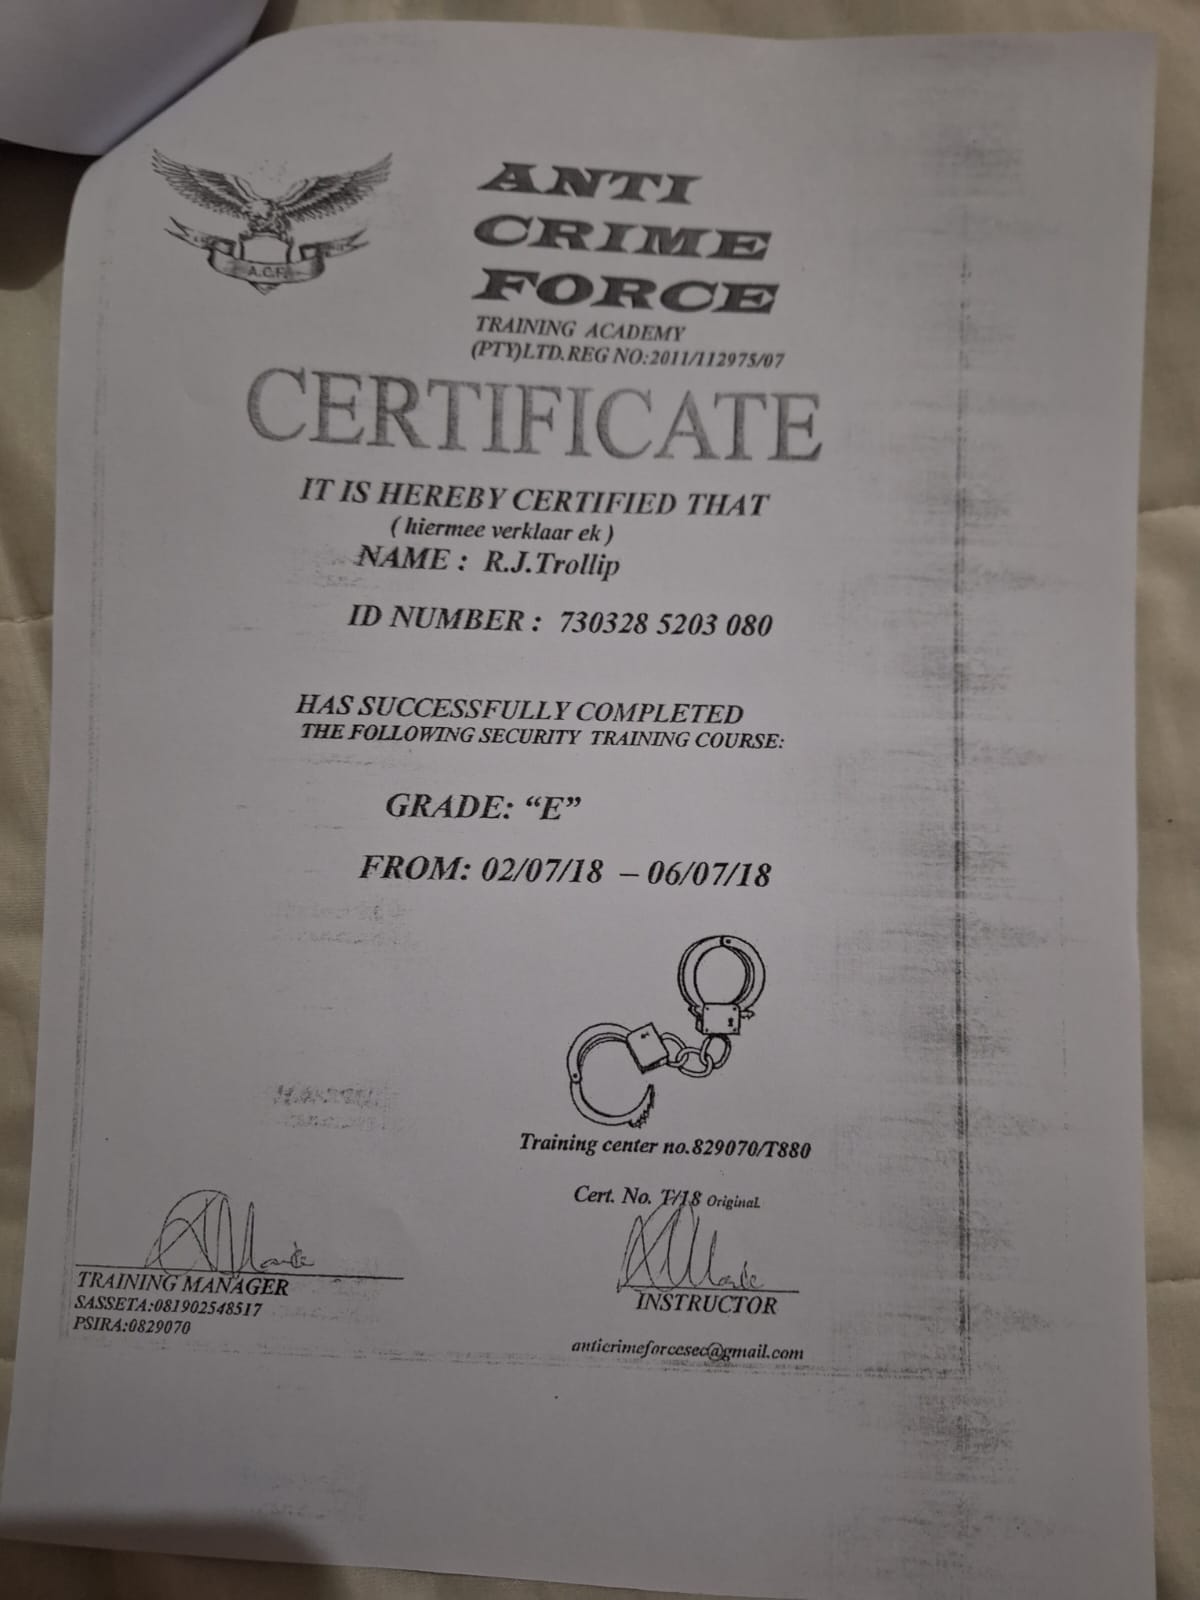 A.C.F.
ANTI
CRIME
FORCE
TRAINING ACADEMY
(PTY)LTD.REG NO:2011/112975/07
CERTIFICATE
IT IS HEREBY CERTIFIED THAT
( hiermee verklaar ek )
NAME : R.J.Trollip
ID NUMBER : 730328 5203 080
HAS SUCCESSFULLY COMPLETED
THE FOLLOWING SECURITY TRAINING COURSE:
GRADE: “E”
FROM: 02/07/18 – 06/07/18
Training center no.829070/T880
Cert. No. T/18 Original.
TRAINING MANAGER
SASSETA:081902548517
PSIRA:0829070
INSTRUCTOR
anticrimeforcesec@gmail.com